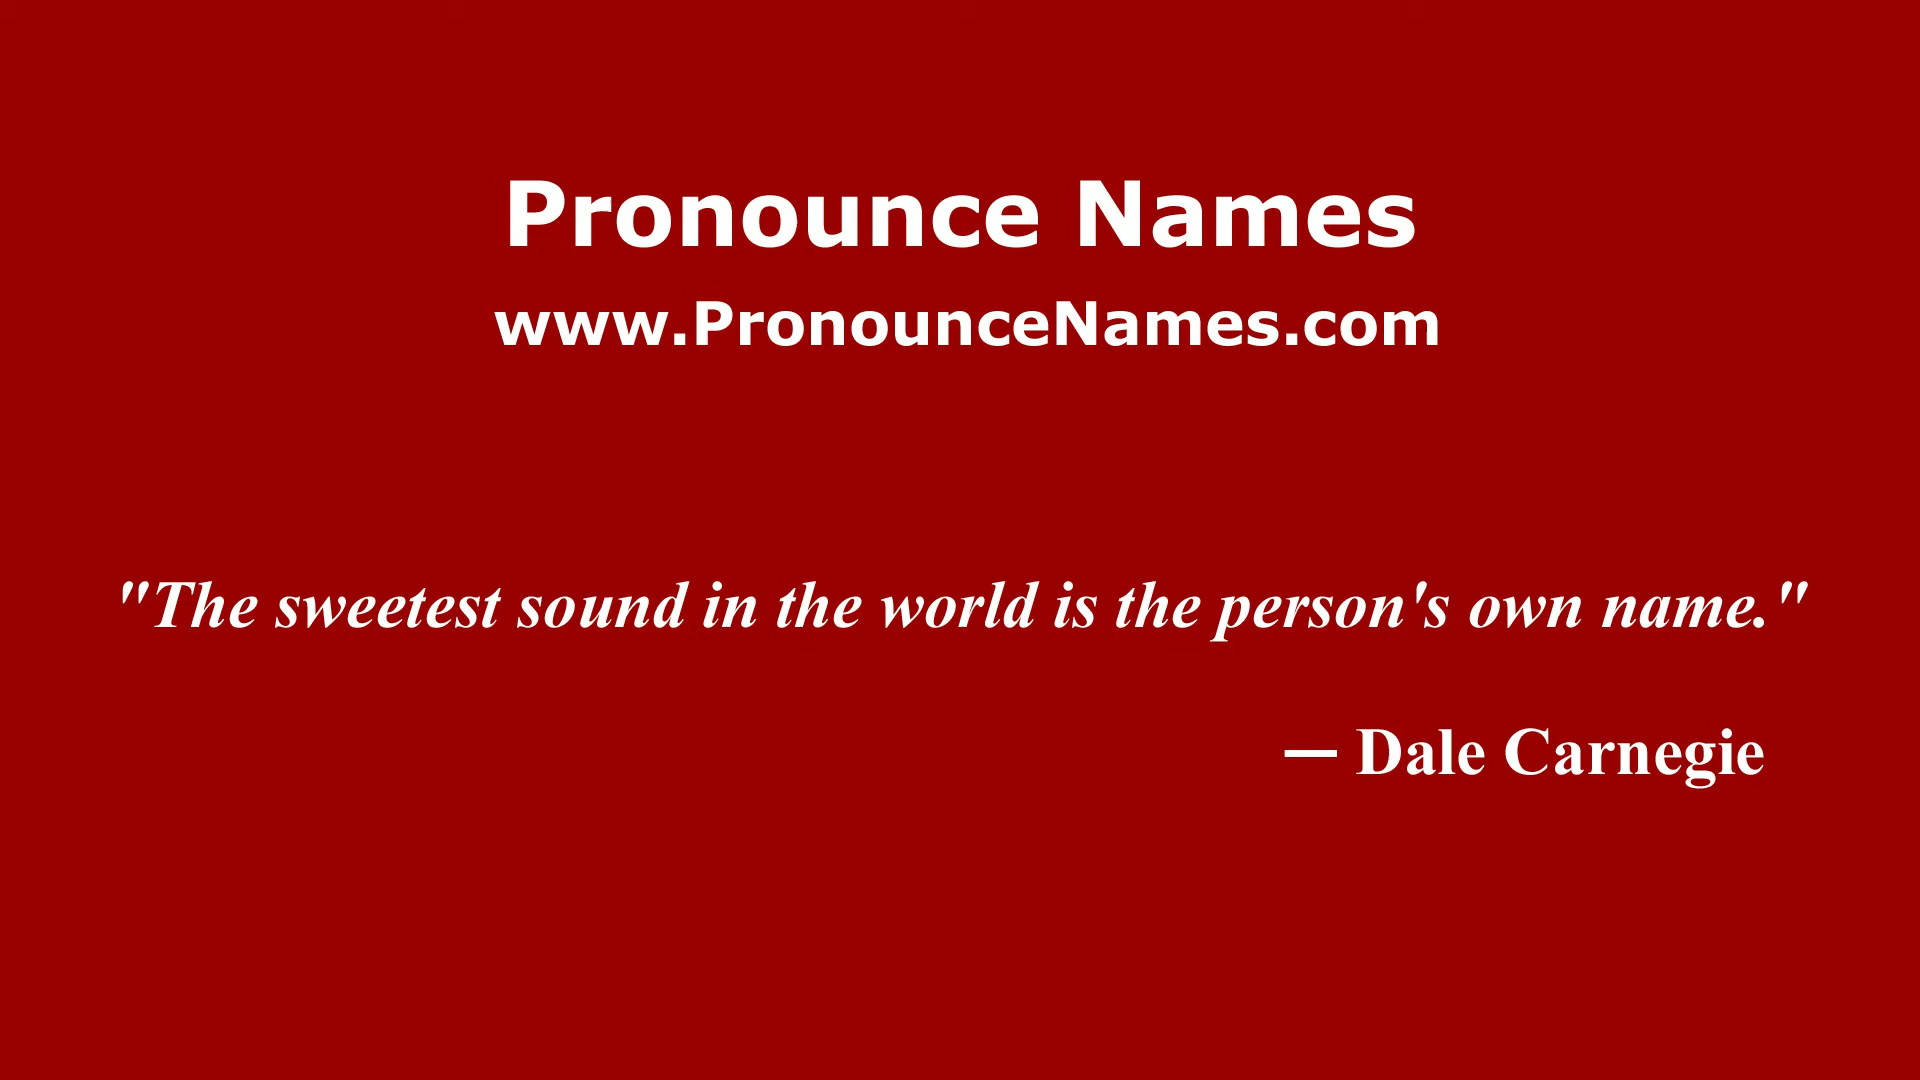 Pronounce Names
www.PronounceNames.com
"The sweetest sound in the world is the person's own name."
— Dale Carnegie